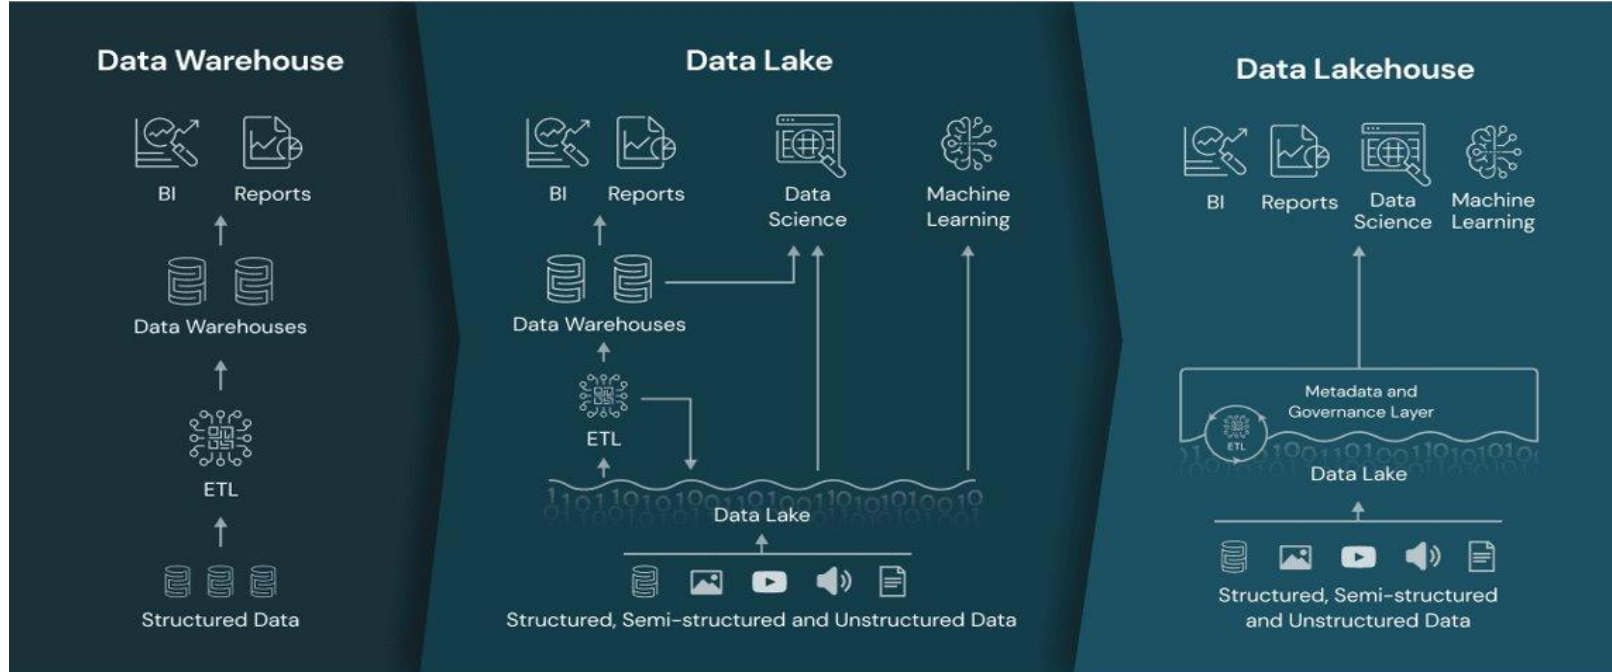 Data Warehouse
BI
Reports
Data Warehouses
ETL
Structured Data
Data Lake
BI
Reports
Data
Science
Machine
Learning
Data Warehouses
ETL
Data Lake
Structured, Semi-structured and Unstructured Data
Data Lakehouse
BI
Reports
Data
Science
Machine
Learning
Metadada and
Governance Layer
ETL
Data Lake
Structured, Semi-structured
and Unstructured Data